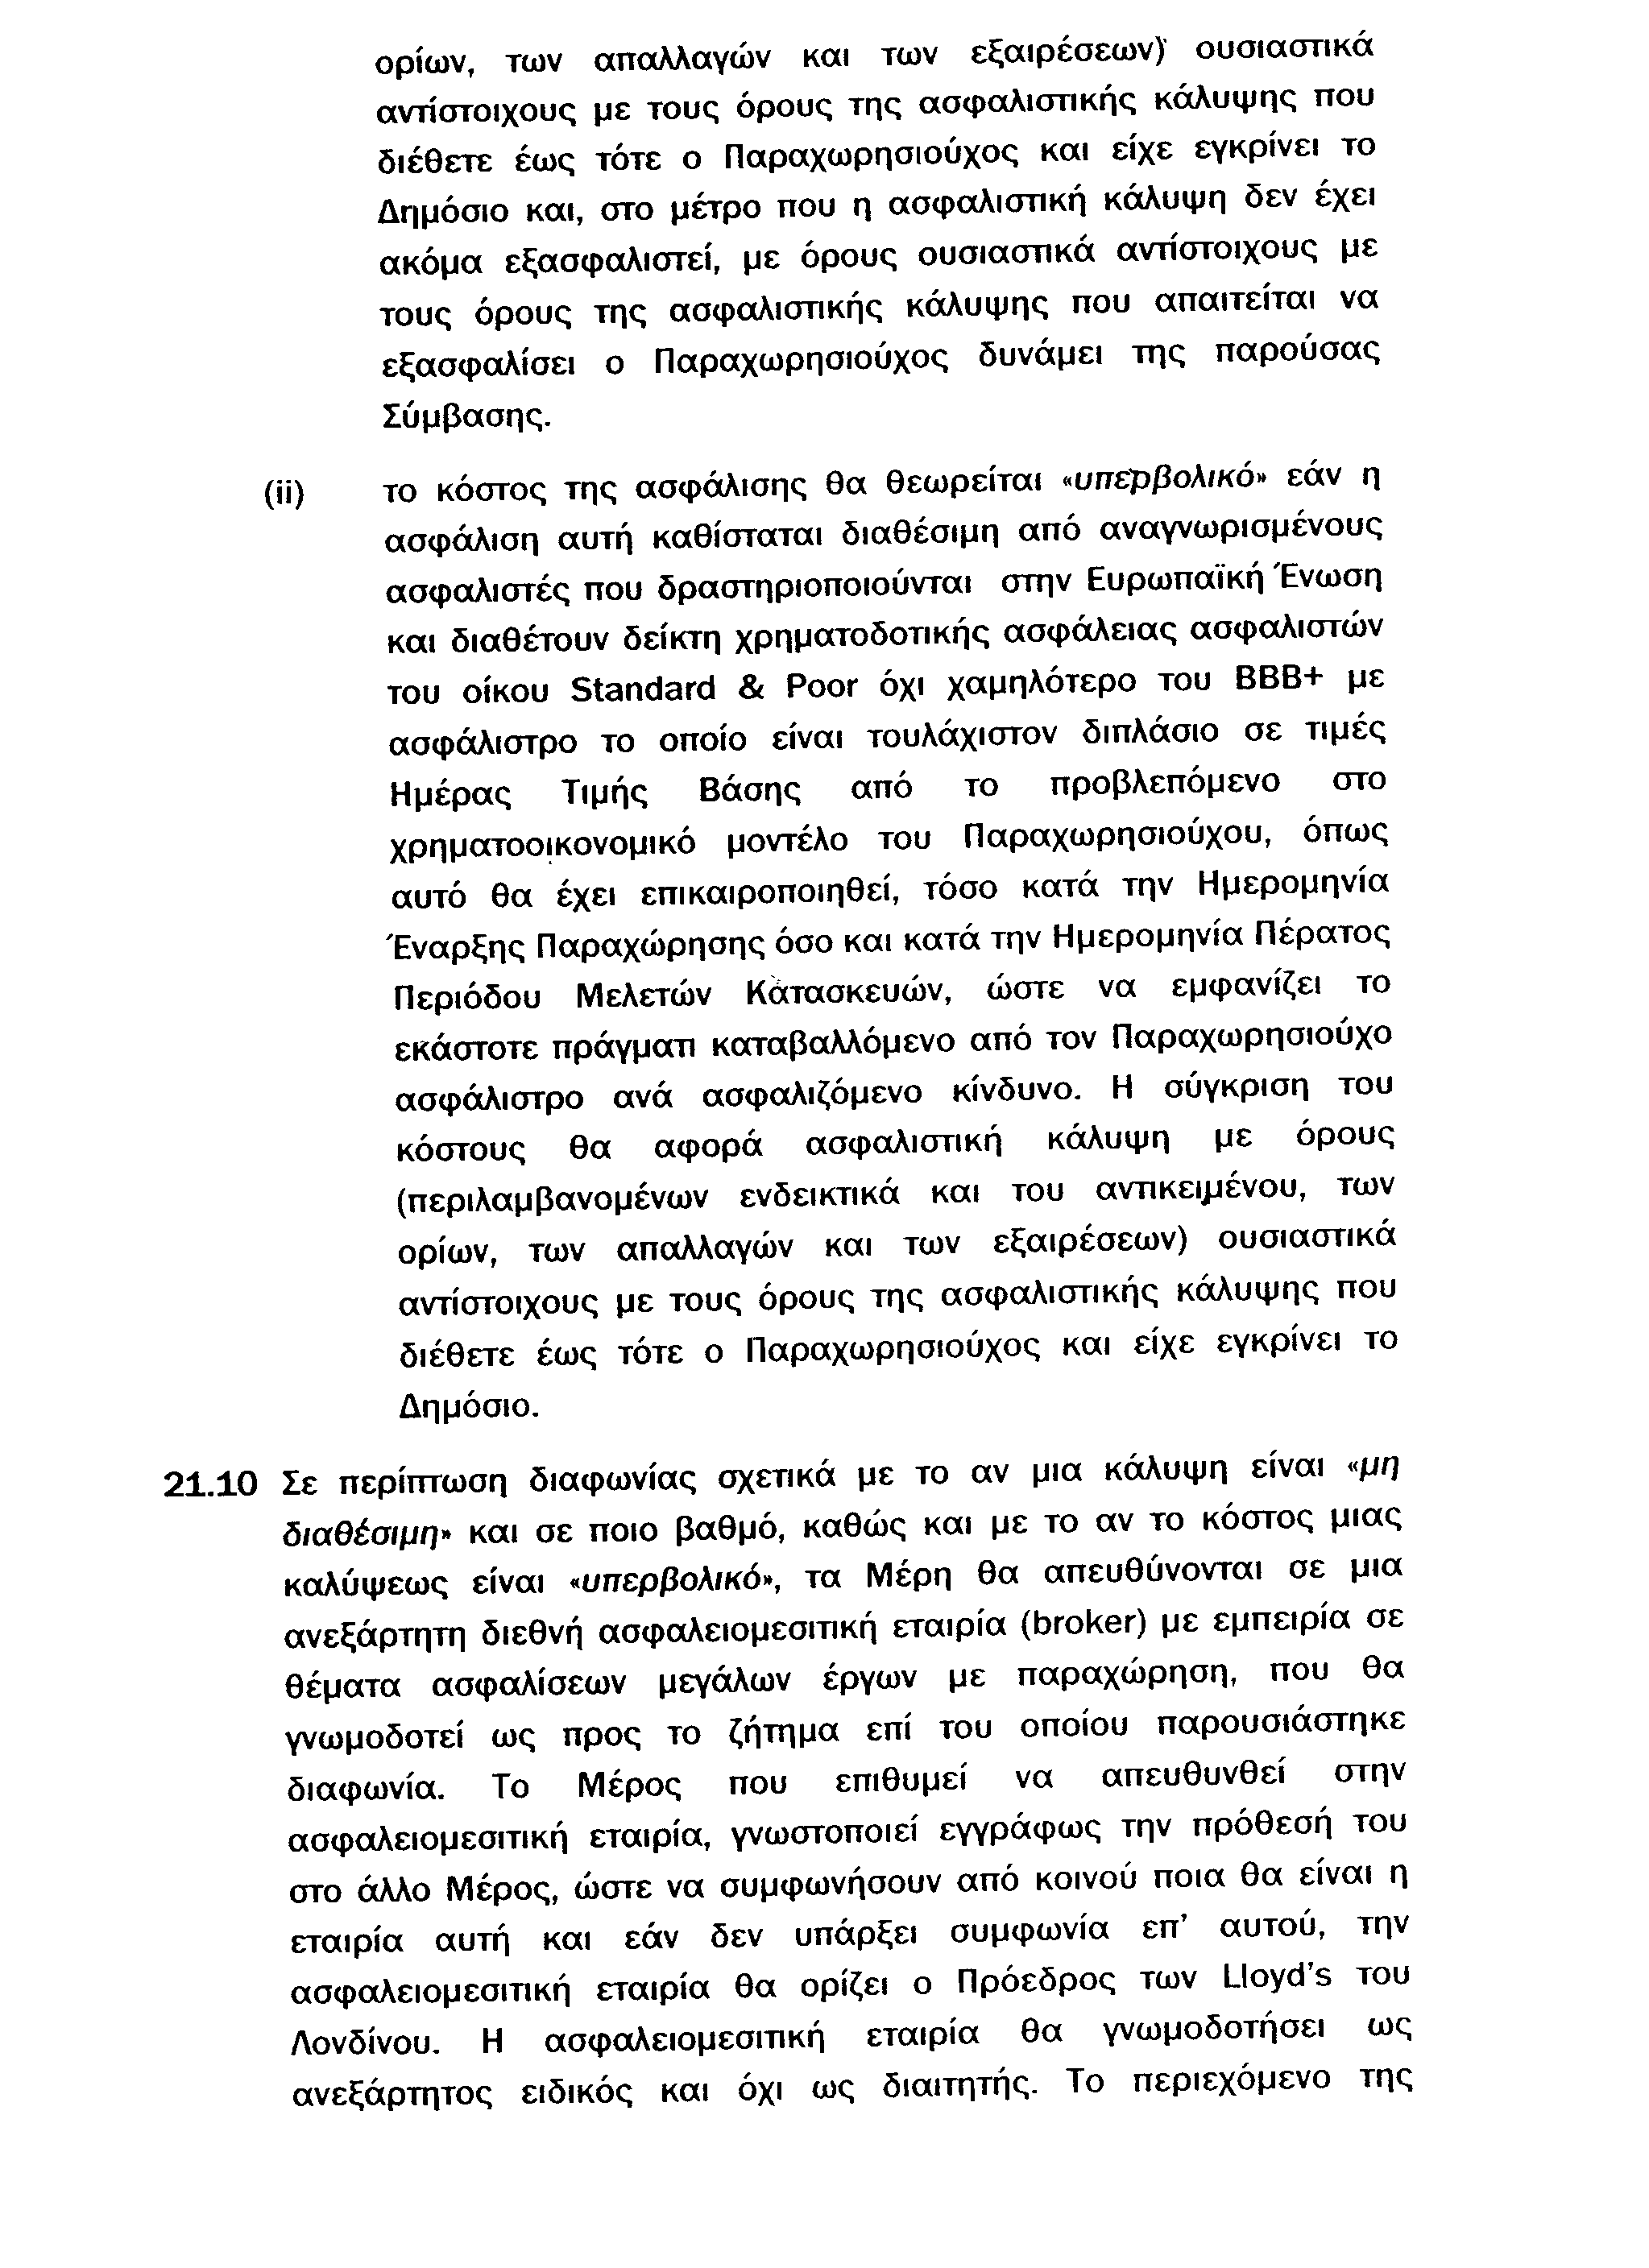 ορίων, των απαλλαγών και των εξαιρέσεων) ουσιαστικά
αντίστοιχους με τους όρους της ασφαλιστικής κάλυψης που
διέθετε έως τότε ο Παραχωρησιούχος και είχε εγκρίνει το
Δημόσιο και, στο μέτρο που η ασφαλιστική κάλυψη δεν έχει
ακόμα εξασφαλιστεί, με όρους ουσιαστικά αντίστοιχους με
τους όρους της ασφαλιστικής κάλυψης που απαιτείται να
εξασφαλίσει ο Παραχωρησιούχος δυνάμει της παρούσας
Σύμβασης.
(ii) το κόστος της ασφάλισης θα θεωρείται «υπερβολικό» εάν η
ασφάλιση αυτή καθίσταται διαθέσιμη από αναγνωρισμένους
ασφαλιστές που δραστηριοποιούνται στην Ευρωπαϊκή Ένωση
και διαθέτουν δείκτη χρηματοδοτικής ασφάλειας ασφαλιστών
του οίκου Standard & Poor όχι χαμηλότερο του BBB+ με
ασφάλιστρο το οποίο είναι τουλάχιστον διπλάσιο σε τιμές
Ημέρας Τιμής Βάσης από το προβλεπόμενο στο
χρηματοοικονομικό μοντέλο του Παραχωρησιούχου, όπως
αυτό θα έχει επικαιροποιηθεί, τόσο κατά την Ημερομηνία
Έναρξης Παραχώρησης όσο και κατά την Ημερομηνία Πέρατος
Περιόδου Μελετών Κατασκευών, ώστε να εμφανίζει το
εκάστοτε πράγματι καταβαλλόμενο από τον Παραχωρησιούχο
ασφάλιστρο ανά ασφαλιζόμενο κίνδυνο. Η σύγκριση του
κόστους θα αφορά ασφαλιστική κάλυψη με όρους
(περιλαμβανομένων ενδεικτικά και του αντικειμένου, των
ορίων, των απαλλαγών και των εξαιρέσεων) ουσιαστικά
αντίστοιχους με τους όρους της ασφαλιστικής κάλυψης που
διέθετε έως τότε ο Παραχωρησιούχος και είχε εγκρίνει το
Δημόσιο.
21.10 Σε περίπτωση διαφωνίας σχετικά με το αν μια κάλυψη είναι «μη
διαθέσιμη» και σε ποιο βαθμό, καθώς και με το αν το κόστος μιας
καλύψεως είναι «υπερβολικό», τα Μέρη θα απευθύνονται σε μια
ανεξάρτητη διεθνή ασφαλειομεσιτική εταιρία (broker) με εμπειρία σε
θέματα ασφαλίσεων μεγάλων έργων με παραχώρηση, που θα
γνωμοδοτεί ως προς το ζήτημα επί του οποίου παρουσιάστηκε
διαφωνία. Το Μέρος που επιθυμεί να απευθυνθεί στην
ασφαλειομεσιτική εταιρία, γνωστοποιεί εγγράφως την πρόθεσή του
στο άλλο Μέρος, ώστε να συμφωνήσουν από κοινού ποια θα είναι η
εταιρία αυτή και εάν δεν υπάρξει συμφωνία επ' αυτού, την
ασφαλειομεσιτική εταιρία θα ορίζει ο Πρόεδρος των Lloyd's του
Λονδίνου. Η ασφαλειομεσιτική εταιρία θα γνωμοδοτήσει ως
ανεξάρτητος ειδικός και όχι ως διαιτητής. Το περιεχόμενο της